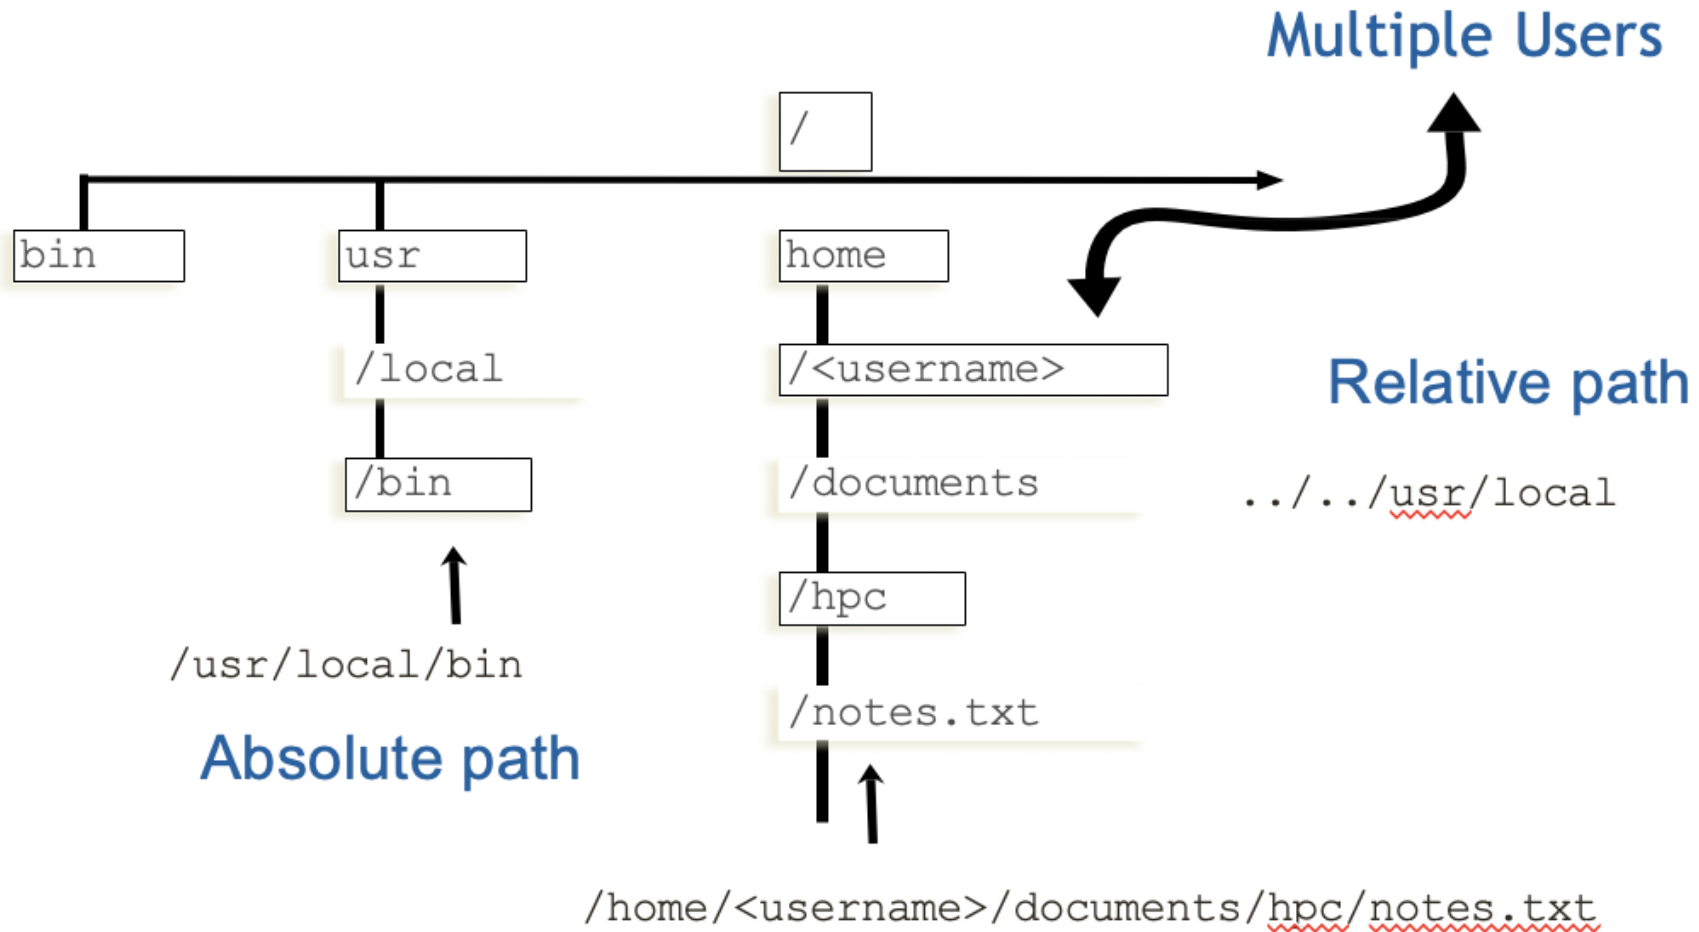 Multiple Users
/
bin
usr
home
/local
/<username>
Relative path
/bin
/documents
../../usr/local
/hpc
/usr/local/bin
/notes.txt
Absolute path
/home/<username>/documents/hpc/notes.txt